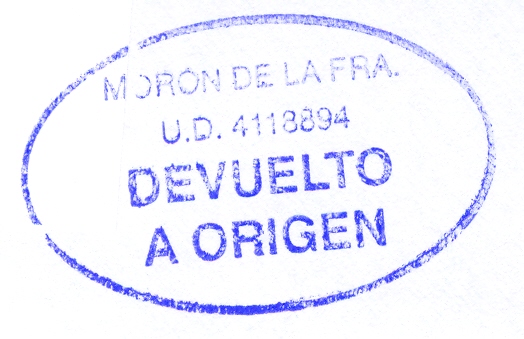 MORÓN DE LA FRA.
U.D. 4118894
DEVUELTO
A ORIGEN